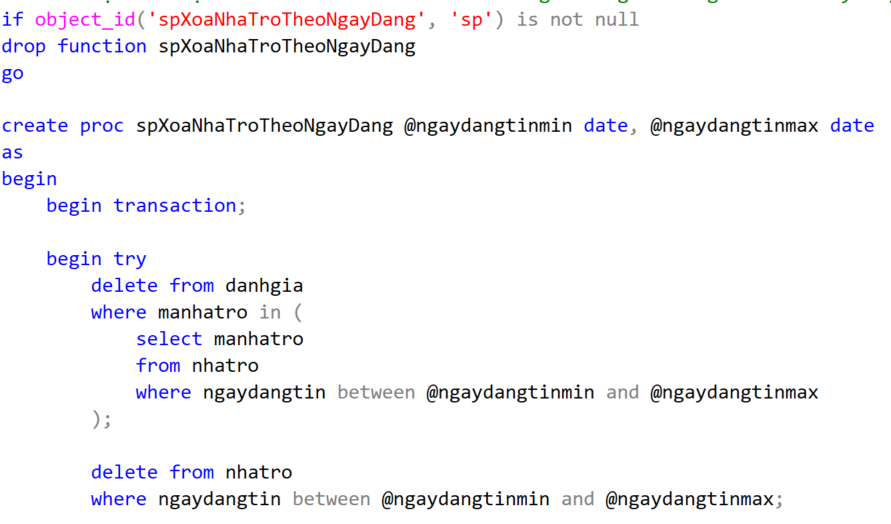 if object_id('spXoaNhaTroTheoNgayDang', 'sp') is not null
drop function spXoaNhaTroTheoNgayDang
go
create proc spXoaNhaTroTheoNgayDang @ngaydangtinmin date, @ngaydangtinmax date
as
begin
begin transaction;
begin try
delete from danhgia
where manhatro in (
select manhatro
from nhatro
where ngaydangtin between @ngaydangtinmin and @ngaydangtinmax
);
delete from nhatro
where ngaydangtin between @ngaydangtinmin and @ngaydangtinmax;